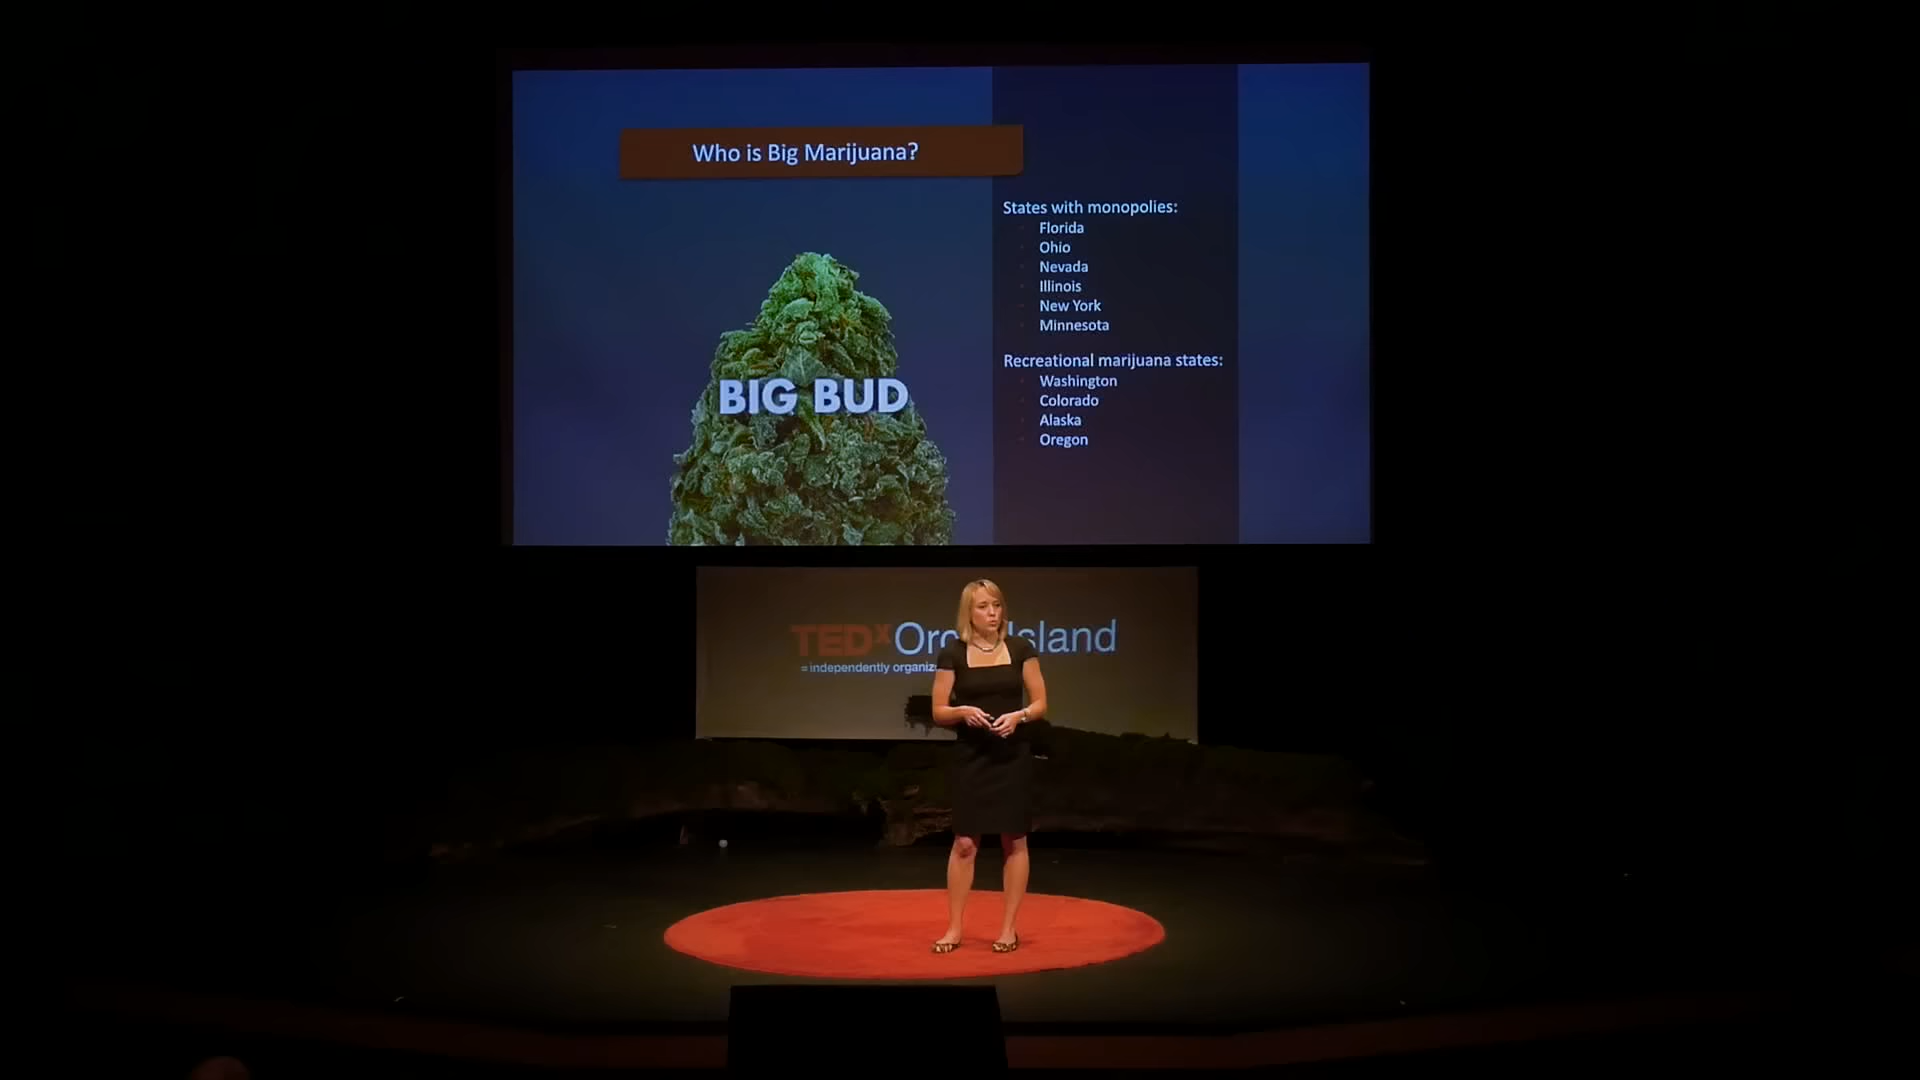 Who is Big Marijuana?
States with monopolies:
Florida
Ohio
Nevada
Illinois
New York
Minnesota
Recreational marijuana states:
Washington
Colorado
Alaska
Oregon
BIG BUD
TEDx Island
= independently